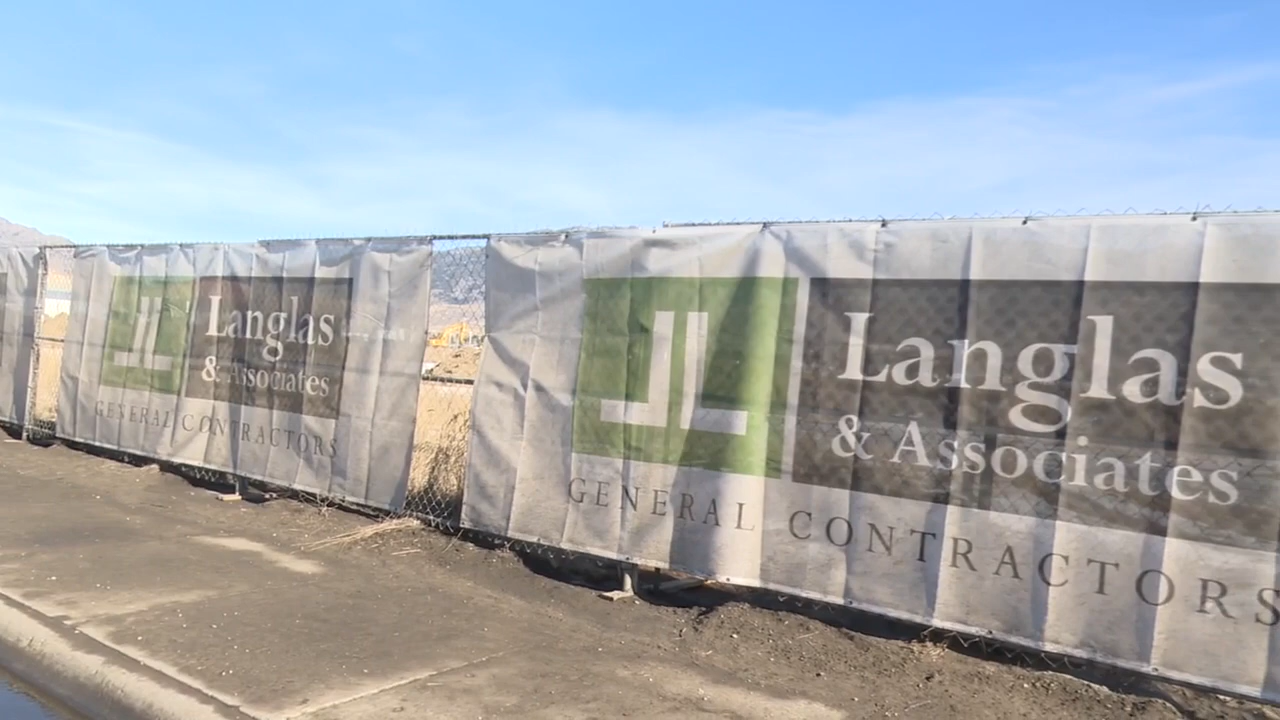 Langlas
& Associates
GENERAL CONTRACTORS
Langlas
& Associates
GENERAL CONTRACTORS